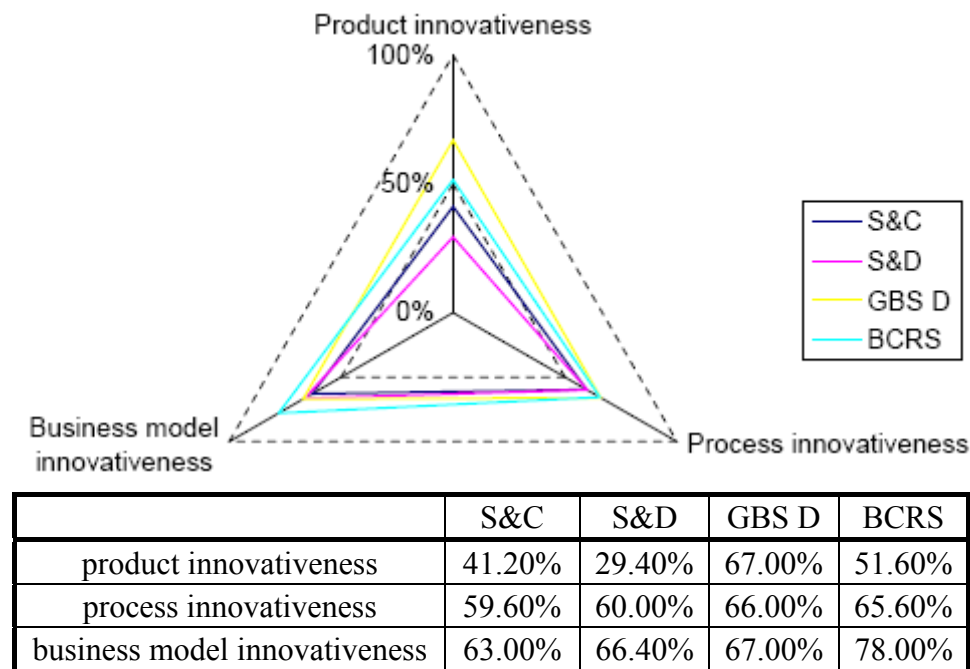 Product innovativeness
100%
50%
0%
S&C
S&D
GBS D
BCRS
Business model
innovativeness
Process innovativeness
S&C S&D GBS D BCRS
product innovativeness 41.20% 29.40% 67.00% 51.60%
process innovativeness 59.60% 60.00% 66.00% 65.60%
business model innovativeness 63.00% 66.40% 67.00% 78.00%